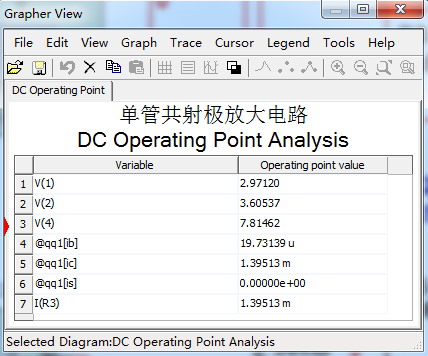 Grapher View
File Edit View Graph Trace Cursor Legend Tools Help
DC Operating Point
单管共射极放大电路
DC Operating Point Analysis
Variable Operating point value
1 V(1) 2.97120
2 V(2) 3.60537
3 V(4) 7.81462
4 @qq1[ib] 19.73139 u
5 @qq1[ic] 1.39513 m
6 @qq1[is] 0.00000e+00
7 I(R3) 1.39513 m
Selected Diagram:DC Operating Point Analysis